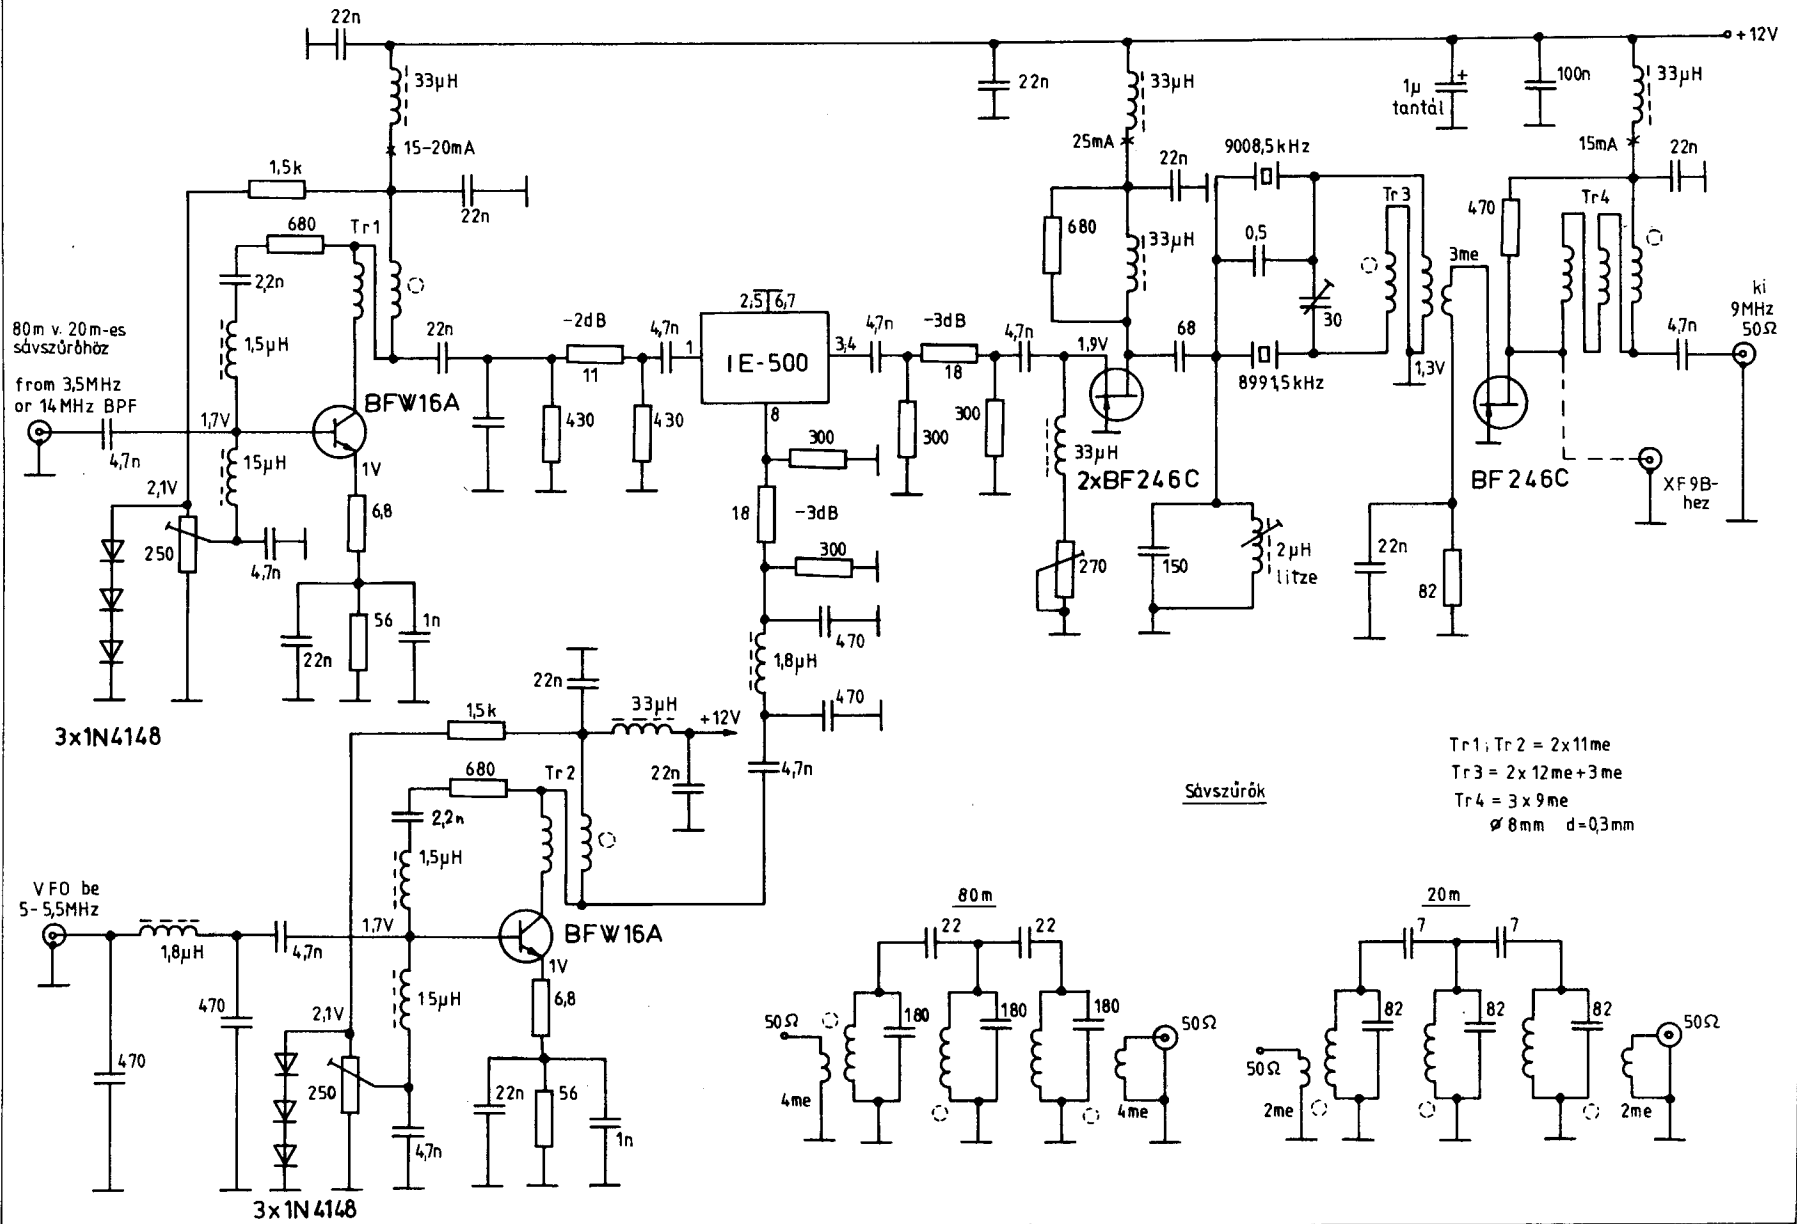 22n
+12V
33µH
22n
33µH
1µ
tantál
+
100n
33µH
15-20mA
25mA
15mA
1,5k
22n
22n
9008,5kHz
22n
680
Tr1
680
33µH
0,5
Tr3
470
Tr4
2,2n
30
3me
ki
9MHz
50Ω
80m v. 20m-es
sávszűrőhöz
from 3,5MHz
or 14MHz BPF
1,5µH
22n
-2dB
11
4,7n
1
2,5
6,7
IE-500
3,4
8
4,7n
-3dB
18
4,7n
1,9V
68
8991,5kHz
1,3V
4,7n
1,7V
BFW16A
4,7n
15µH
1V
430
430
300
300
300
33µH
2xBF246C
BF246C
XF9B-
hez
2,1V
250
4,7n
6,8
18
-3dB
300
270
150
2µH
litze
22n
82
22n
56
1n
470
1,8µH
470
3x1N4148
22n
1,5k
33µH
+12V
680
Tr2
22n
4,7n
2,2n
1,5µH
Tr1; Tr2 = 2x11me
Tr3 = 2x12me+3me
Tr4 = 3x9me
Ø 8mm d=0,3mm
Sávszűrők
VFO be
5-5,5MHz
1,8µH
4,7n
1,7V
BFW16A
1V
15µH
6,8
470
470
2,1V
250
4,7n
22n
56
1n
3x1N4148
80m
22
22
180
180
180
50Ω
50Ω
4me
4me
20m
7
7
82
82
82
50Ω
50Ω
2me
2me